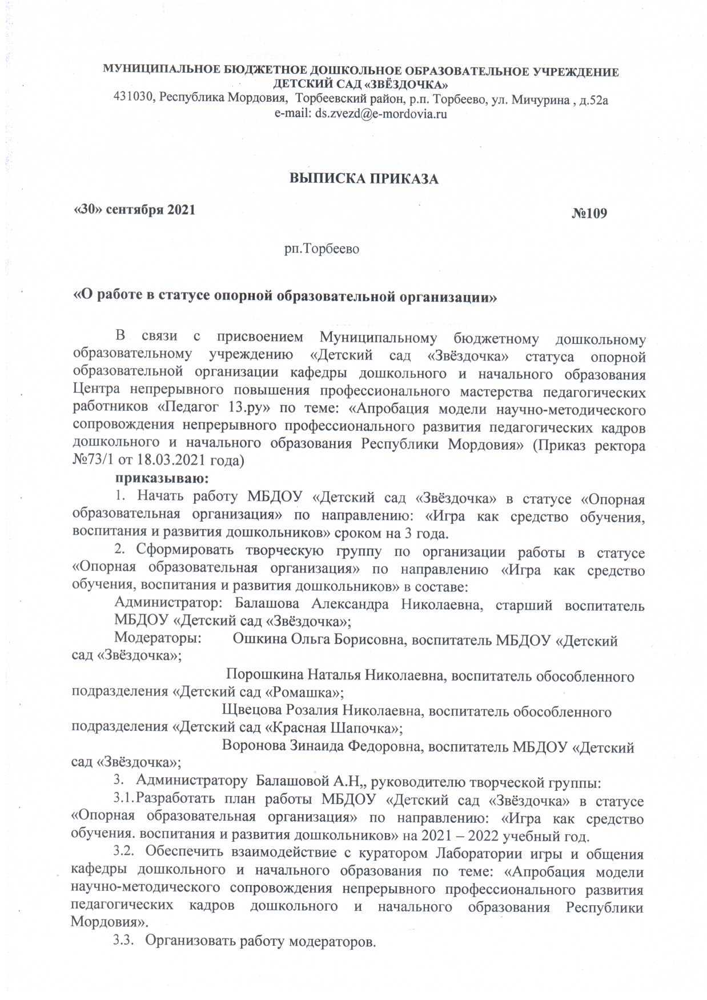 МУНИЦИПАЛЬНОЕ БЮДЖЕТНОЕ ДОШКОЛЬНОЕ ОБРАЗОВАТЕЛЬНОЕ УЧРЕЖДЕНИЕ
ДЕТСКИЙ САД «ЗВЁЗДОЧКА»
431030, Республика Мордовия, Торбеевский район, р.п. Торбеево, ул. Мичурина , д.52а
e-mail: ds.zvezd@e-mordovia.ru
ВЫПИСКА ПРИКАЗА
«30» сентября 2021 №109
рп.Торбеево
«О работе в статусе опорной образовательной организации»
В связи с присвоением Муниципальному бюджетному дошкольному
образовательному учреждению «Детский сад «Звёздочка» статуса опорной
образовательной организации кафедры дошкольного и начального образования
Центра непрерывного повышения профессионального мастерства педагогических
работников «Педагог 13.ру» по теме: «Апробация модели научно-методического
сопровождения непрерывного профессионального развития педагогических кадров
дошкольного и начального образования Республики Мордовия» (Приказ ректора
№73/1 от 18.03.2021 года)
приказываю:
1. Начать работу МБДОУ «Детский сад «Звёздочка» в статусе «Опорная
образовательная организация» по направлению: «Игра как средство обучения,
воспитания и развития дошкольников» сроком на 3 года.
2. Сформировать творческую группу по организации работы в статусе
«Опорная образовательная организация» по направлению «Игра как средство
обучения, воспитания и развития дошкольников» в составе:
Администратор: Балашова Александра Николаевна, старший воспитатель
МБДОУ «Детский сад «Звёздочка»;
Модераторы: Ошкина Ольга Борисовна, воспитатель МБДОУ «Детский
сад «Звёздочка»;
Порошкина Наталья Николаевна, воспитатель обособленного
подразделения «Детский сад «Ромашка»;
Щвецова Розалия Николаевна, воспитатель обособленного
подразделения «Детский сад «Красная Шапочка»;
Воронова Зинаида Федоровна, воспитатель МБДОУ «Детский
сад «Звёздочка»;
3. Администратору Балашовой А.Н,, руководителю творческой группы:
3.1.Разработать план работы МБДОУ «Детский сад «Звёздочка» в статусе
«Опорная образовательная организация» по направлению: «Игра как средство
обучения. воспитания и развития дошкольников» на 2021 – 2022 учебный год.
3.2. Обеспечить взаимодействие с куратором Лаборатории игры и общения
кафедры дошкольного и начального образования по теме: «Апробация модели
научно-методического сопровождения непрерывного профессионального развития
педагогических кадров дошкольного и начального образования Республики
Мордовия».
3.3. Организовать работу модераторов.